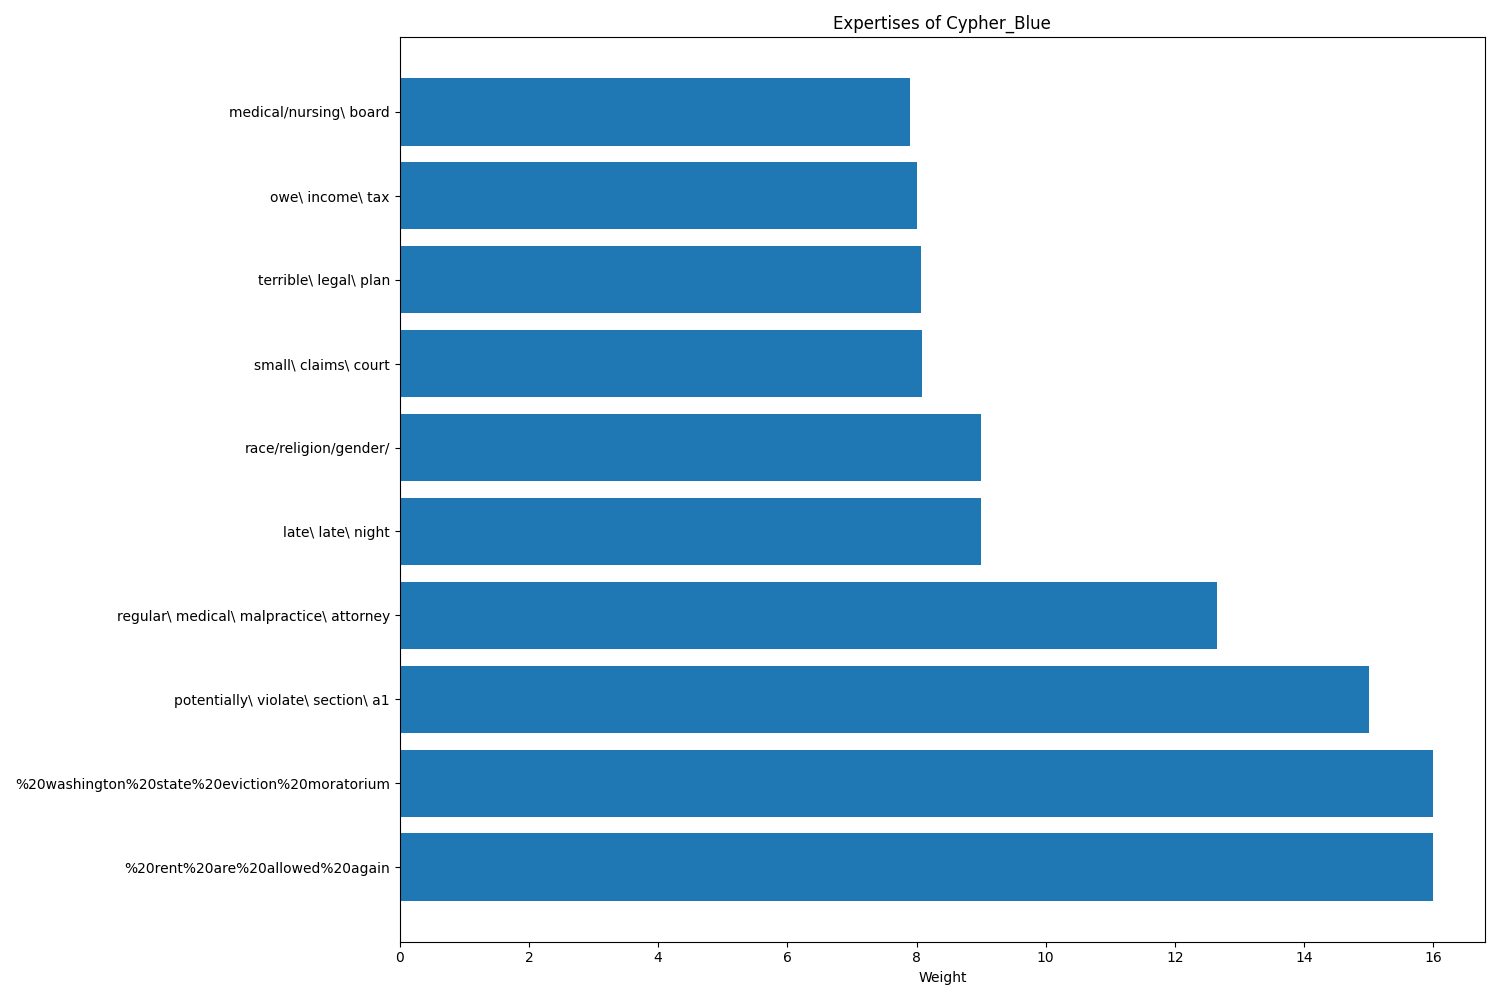 Expertises of Cypher_Blue
medical/nursing\ board
owe\ income\ tax
terrible\ legal\ plan
small\ claims\ court
race/religion/gender/
late\ late\ night
regular\ medical\ malpractice\ attorney
potentially\ violate\ section\ a1
%20washington%20state%20eviction%20moratorium
%20rent%20are%20allowed%20again
0 2 4 6 8 10 12 14 16
Weight